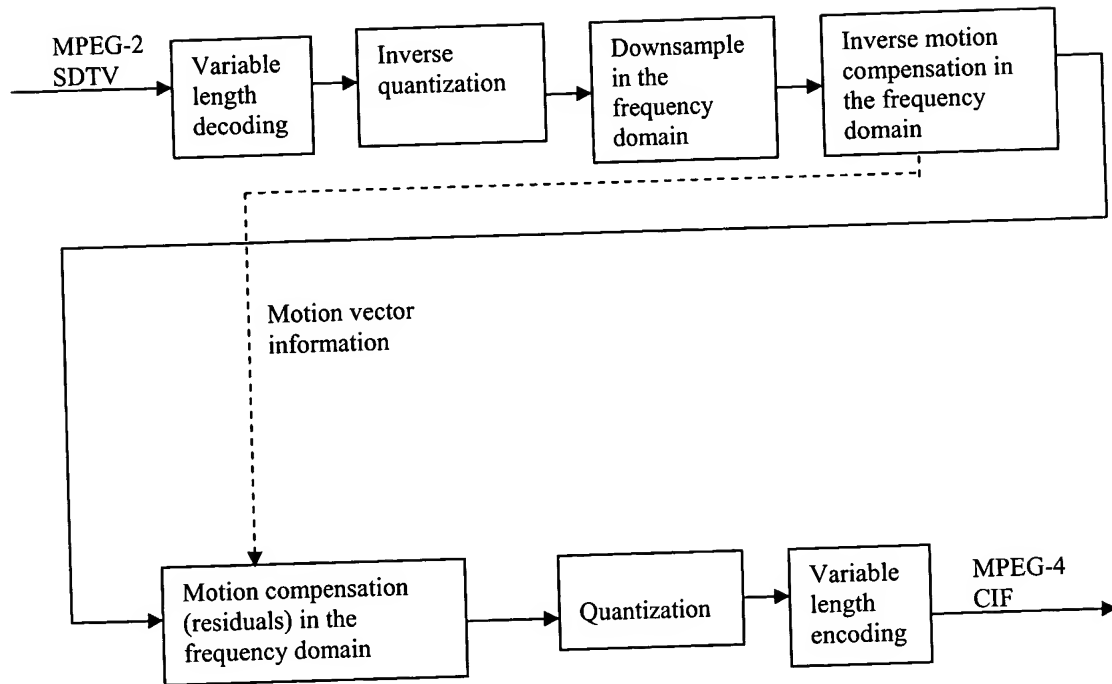 MPEG-2
SDTV
Variable
length
decoding
Inverse
quantization
Downsample
in the
frequency
domain
Inverse motion
compensation in
the frequency
domain
Motion vector
information
Motion compensation
(residuals) in the
frequency domain
Quantization
Variable
length
encoding
MPEG-4
CIF